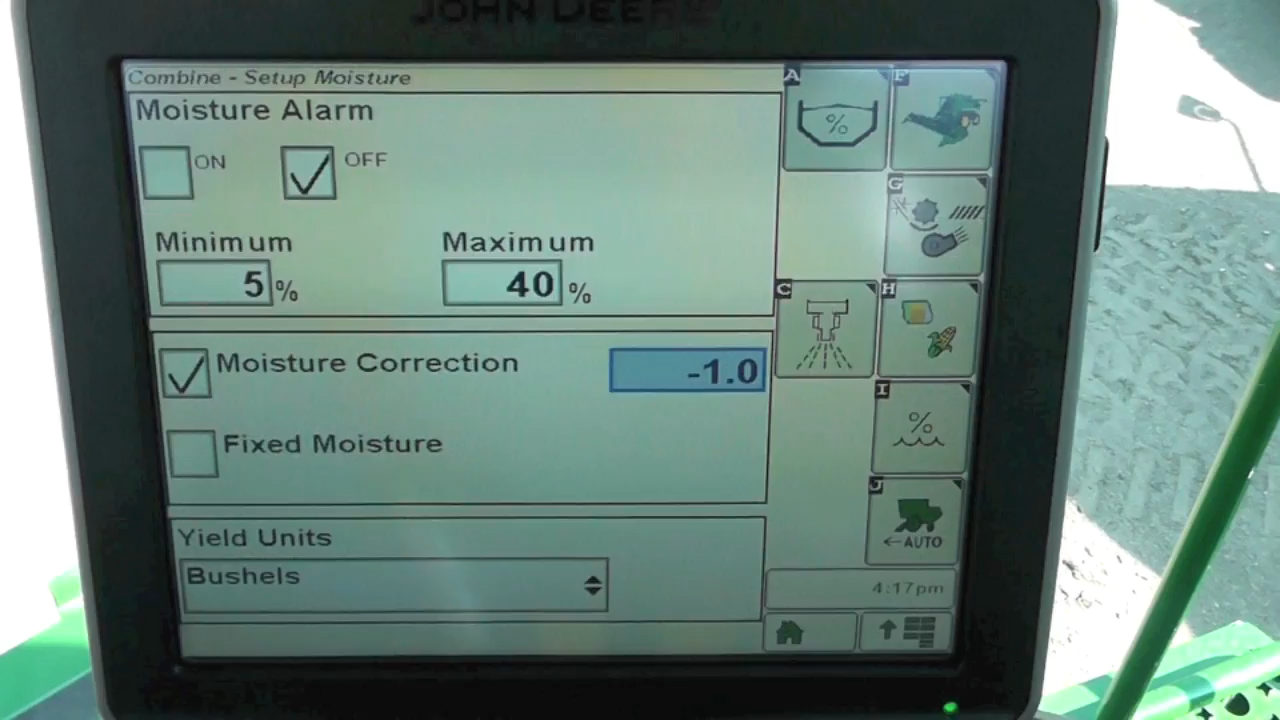 JOHN DEERE
Combine - Setup Moisture
Moisture Alarm
ON
OFF
Minimum
Maximum
5 %
40 %
Moisture Correction
-1.0
Fixed Moisture
Yield Units
Bushels
A
%
F
G
C
H
I
%
J
←AUTO
4:17pm